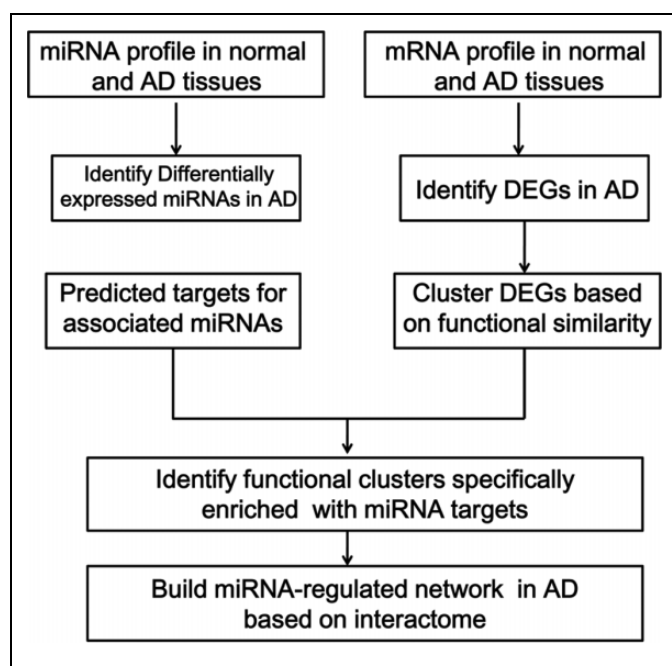 miRNA profile in normal
and AD tissues
mRNA profile in normal
and AD tissues
Identify Differentially
expressed miRNAs in AD
Identify DEGs in AD
Predicted targets for
associated miRNAs
Cluster DEGs based
on functional similarity
Identify functional clusters specifically
enriched with miRNA targets
Build miRNA-regulated network in AD
based on interactome